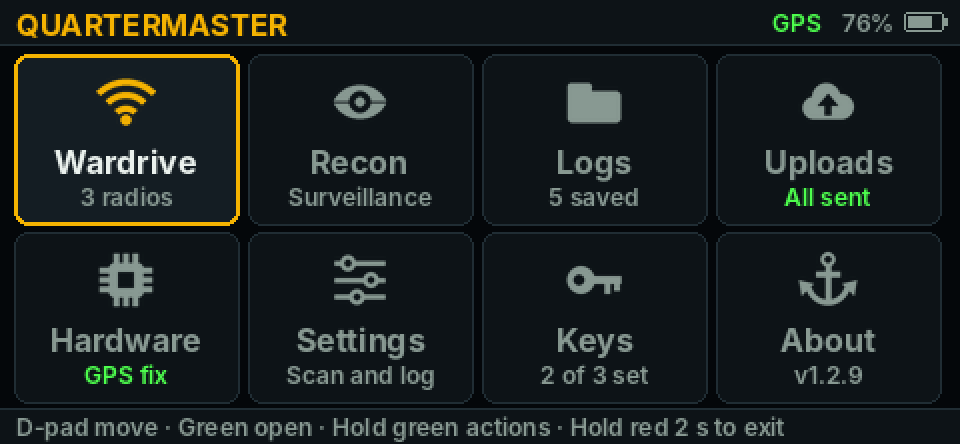 QUARTERMASTER GPS 76%
Wardrive Recon Logs Uploads
3 radios Surveillance 5 saved All sent
Hardware Settings Keys About
GPS fix Scan and log 2 of 3 set v1.2.9
D-pad move · Green open · Hold green actions · Hold red 2 s to exit